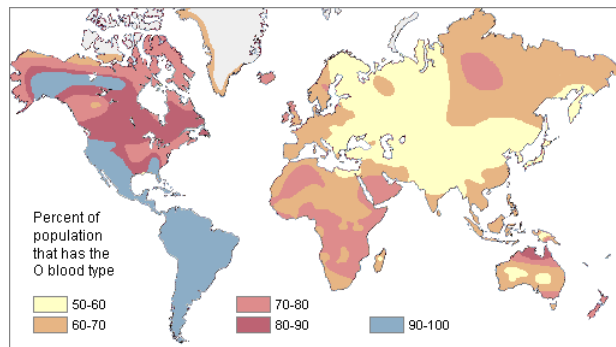 Percent of
population
that has the
O blood type
50-60
70-80
60-70
80-90
90-100